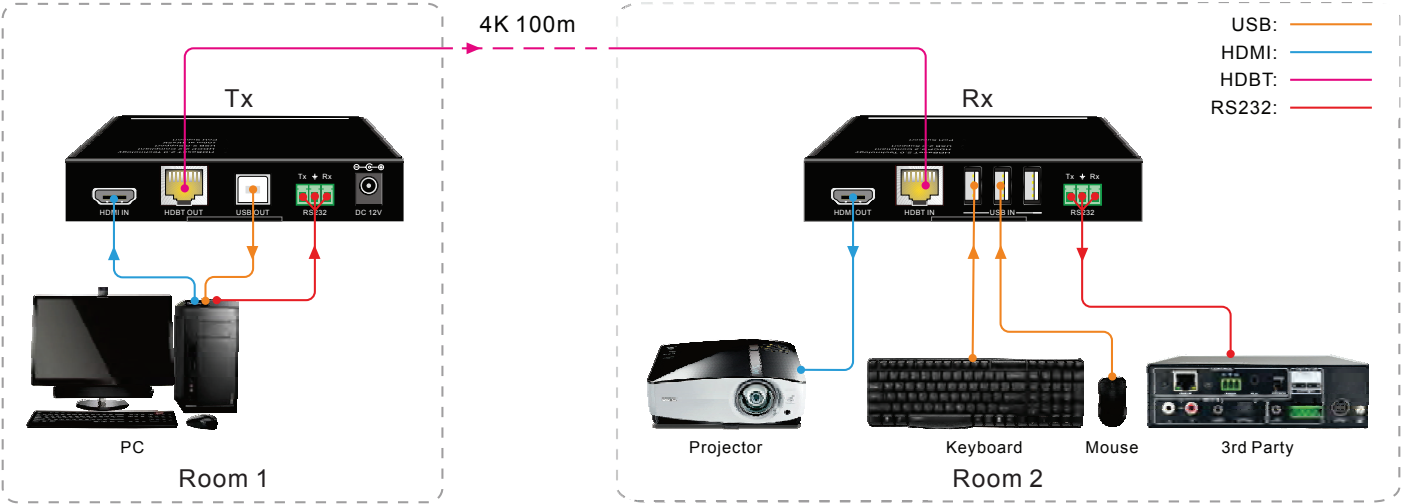 4K 100m
USB:
HDMI:
HDBT:
RS232:
Tx
Rx
Tx Rx
HDMI IN
HDBT OUT
USB OUT
RS232
DC 12V
Tx Rx
HDMI OUT
HDBT IN
USB IN
RS232
PC
Projector
Keyboard
Mouse
3rd Party
Room 1
Room 2